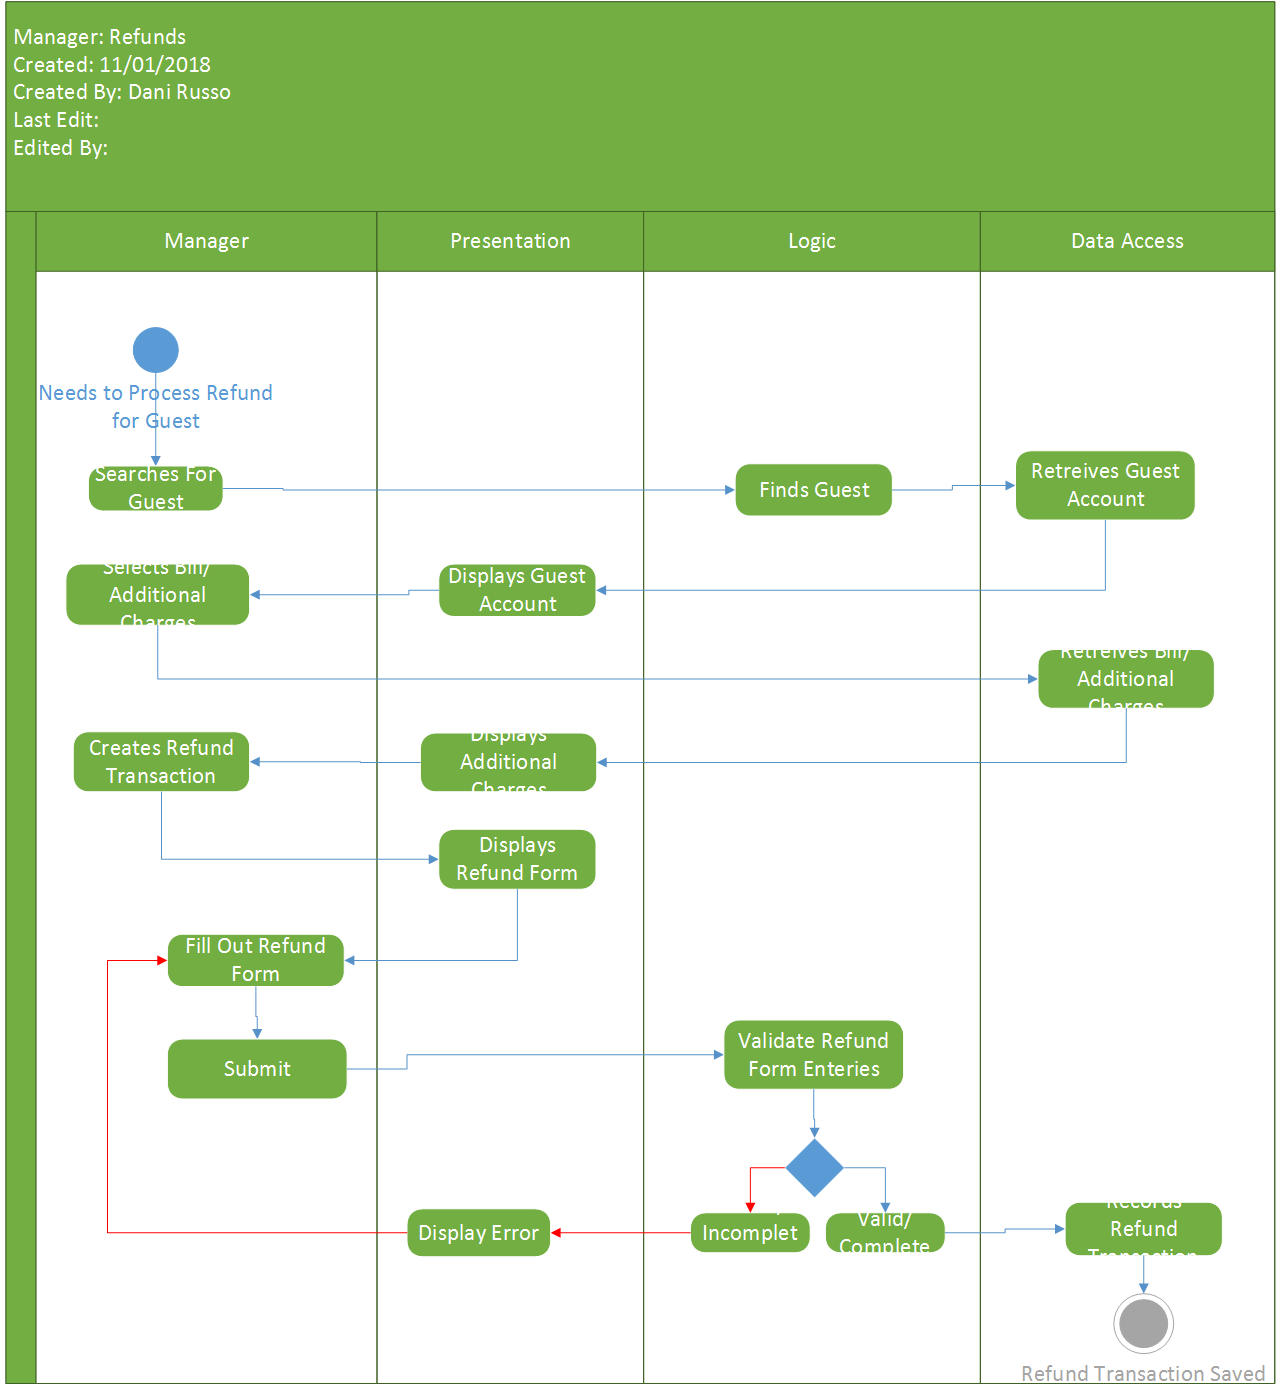 Manager: Refunds
Created: 11/01/2018
Created By: Dani Russo
Last Edit:
Edited By:
Manager
Presentation
Logic
Data Access
Needs to Process Refund
for Guest
Searches For
Guest
Finds Guest
Retreives Guest
Account
Selects Bill/
Additional
Charges
Displays Guest
Account
Retreives Bill/
Additional
Charges
Creates Refund
Transaction
Displays
Additional
Charges
Displays
Refund Form
Fill Out Refund
Form
Submit
Validate Refund
Form Enteries
Display Error
Incomplet
Valid/
Complete
Records
Refund
Transaction
Refund Transaction Saved